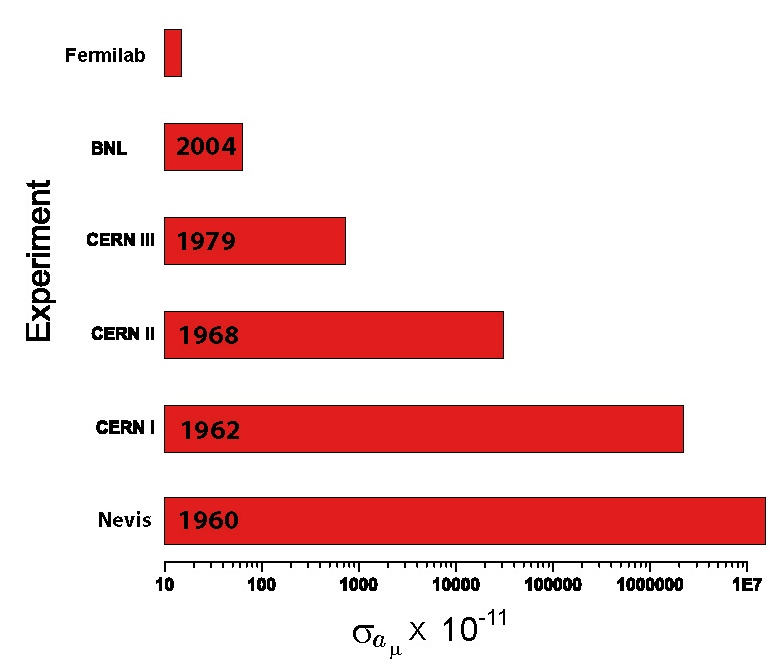 Fermilab
BNL
2004
CERN III
1979
CERN II
1968
CERN I
1962
Nevis
1960
Experiment
10 100 1000 10000 100000 1000000 1E7
σaμ x 10-11